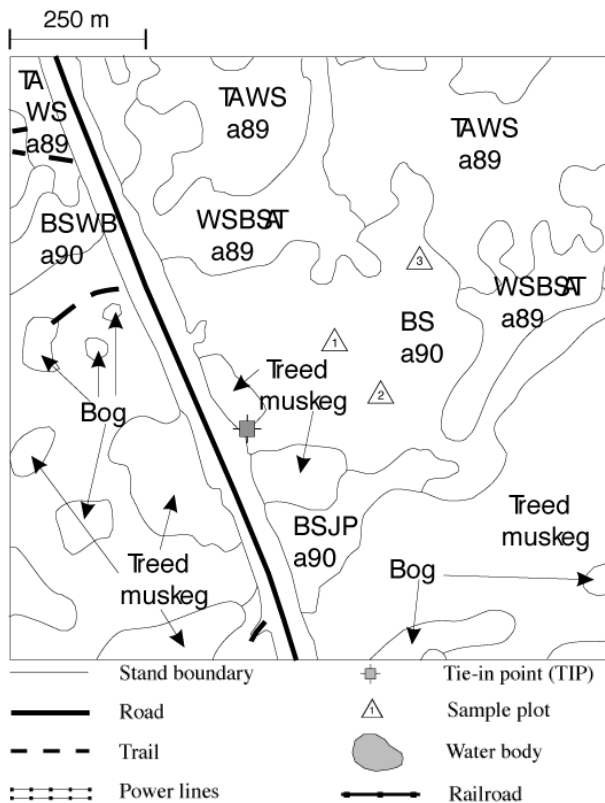 250 m
TA
WS
a89
TAWS
a89
TAWS
a89
BSWB
a90
WSBSAT
a89
3
WSBSAT
a89
BS
a90
1
Treed
muskeg
2
Bog
BSJP
a90
Treed
muskeg
Treed
muskeg
Bog
Stand boundary
Tie-in point (TIP)
Road
1
Sample plot
Trail
Water body
Power lines
Railroad